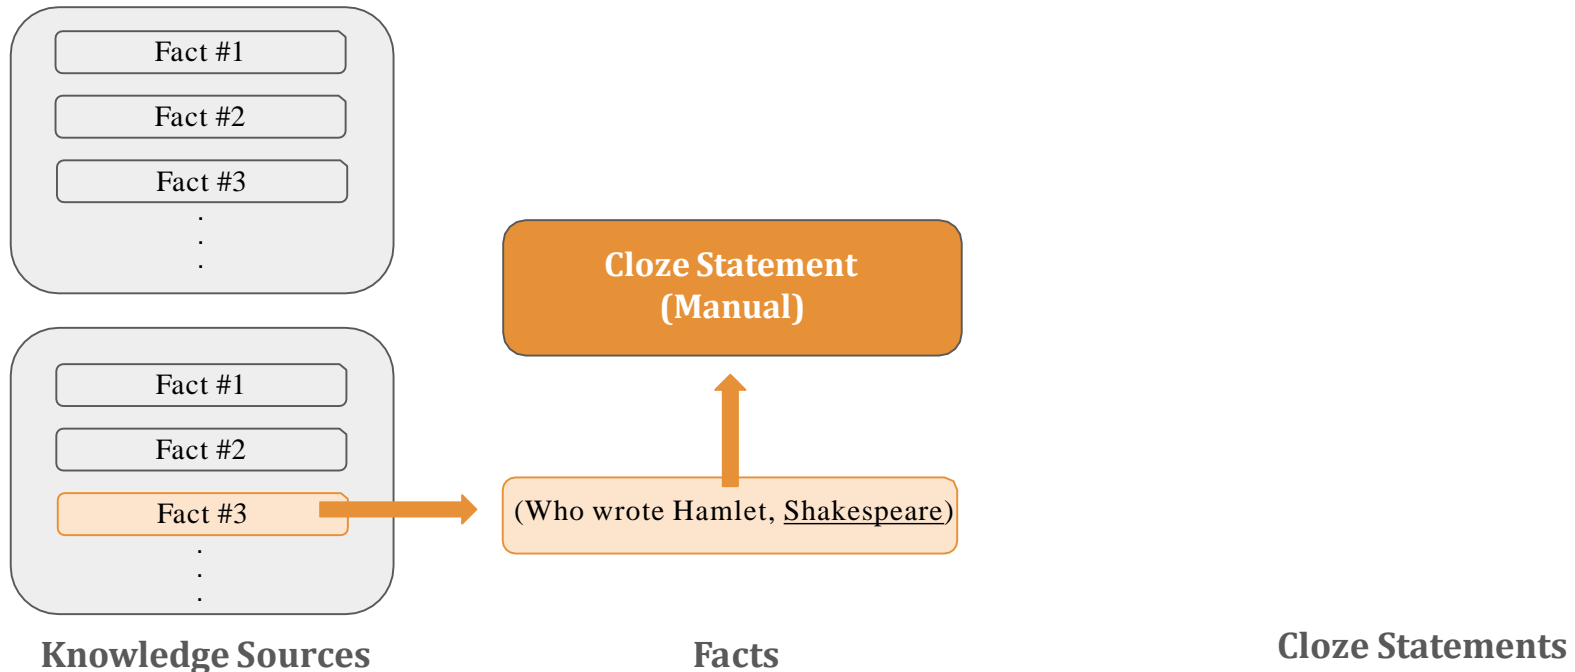 Fact #1
Fact #2
Fact #3
.
.
.
Fact #1
Fact #2
Fact #3
.
.
.
Knowledge Sources
Cloze Statement
(Manual)
(Who wrote Hamlet, Shakespeare)
Facts
Cloze Statements